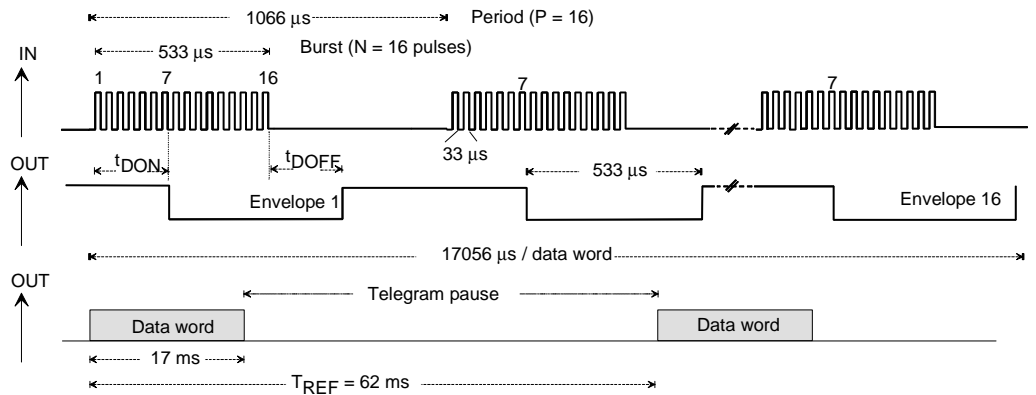 1066 µs Period (P = 16)
533 µs Burst (N = 16 pulses)
IN
1 7 16 7 7
33 µs
OUT tDON tDOFF 533 µs
Envelope 1 Envelope 16
17056 µs / data word
OUT
Telegram pause
Data word Data word
17 ms
TREF = 62 ms